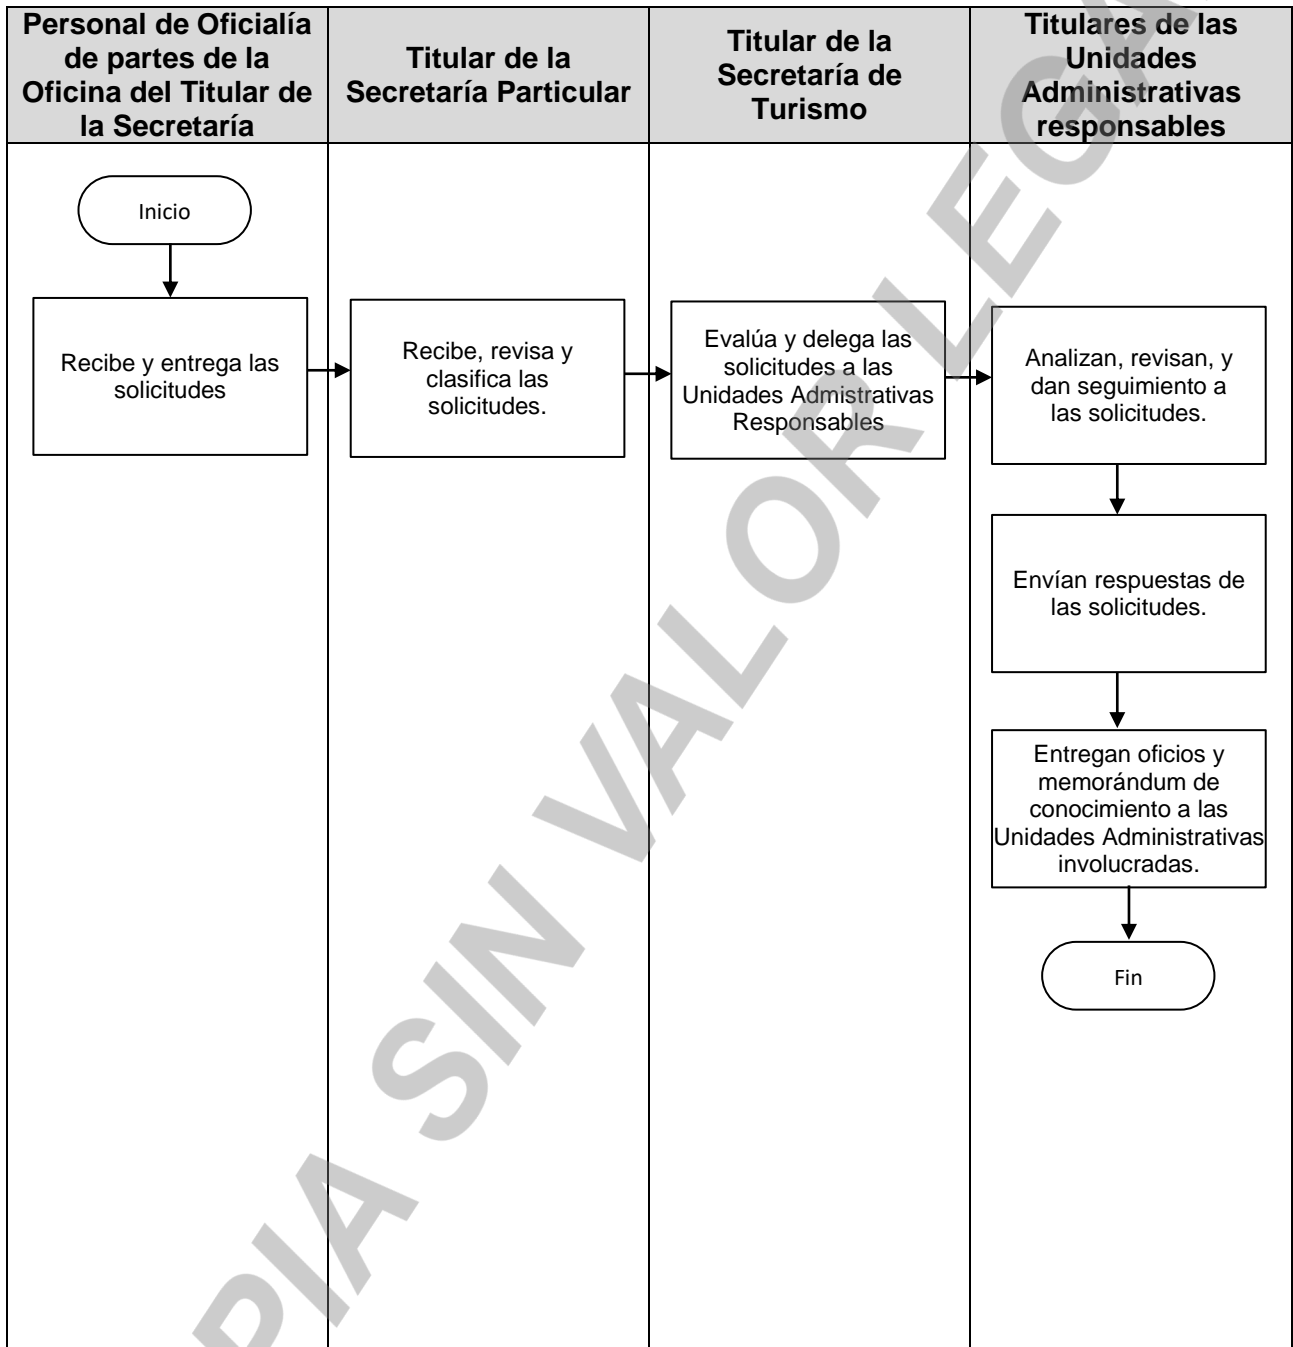 Personal de Oficialía
de partes de la
Oficina del Titular de
la Secretaría
Titular de la
Secretaría Particular
Titular de la
Secretaría de
Turismo
Titulares de las
Unidades
Administrativas
responsables
Inicio
Recibe y entrega las
solicitudes
Recibe, revisa y
clasifica las
solicitudes.
Evalúa y delega las
solicitudes a las
Unidades Admistrativas
Responsables
Analizan, revisan, y
dan seguimiento a
las solicitudes.
Envían respuestas de
las solicitudes.
Entregan oficios y
memorándum de
conocimiento a las
Unidades Administrativas
involucradas.
Fin
PIA SIN VALOR LEGA